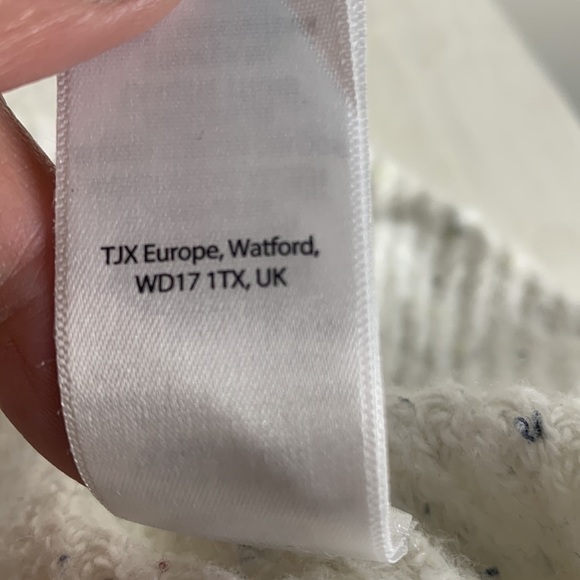 TJX Europe, Watford,
WD17 1TX, UK